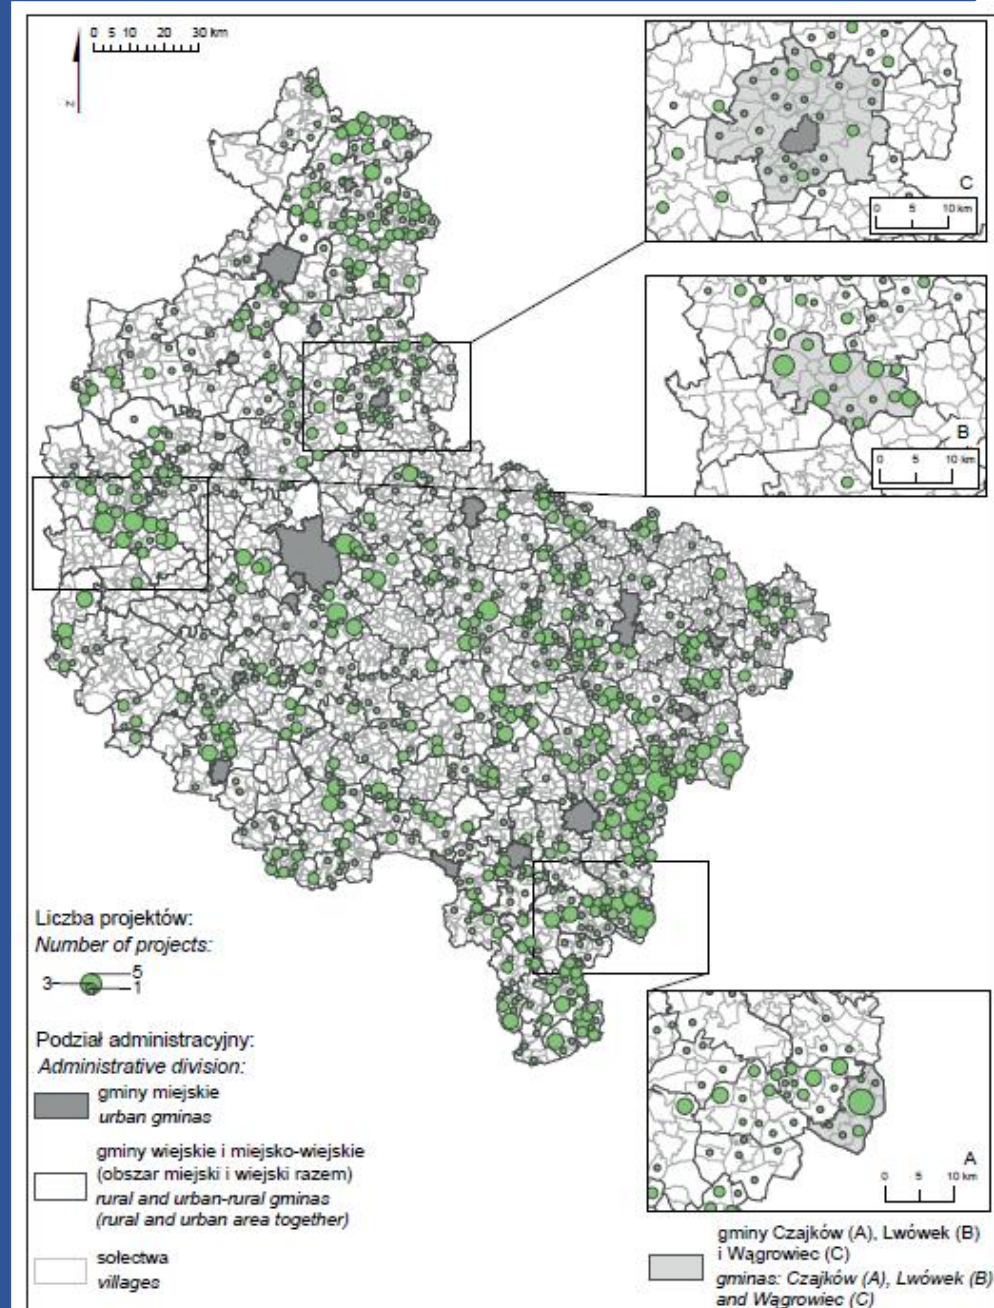 0 5 10 20 30 km
N
C
0 5 10 km
B
0 5 10 km
Liczba projektów:
Number of projects:
3
5
1
Podział administracyjny:
Administrative division:
gminy miejskie
urban gminas
gminy wiejskie i miejsko-wiejskie
(obszar miejski i wiejski razem)
rural and urban-rural gminas
(rural and urban area together)
sołectwa
villages
A
0 5 10 km
gminy Czajków (A), Lwówek (B)
i Wągrowiec (C)
gminas: Czajków (A), Lwówek (B)
and Wągrowiec (C)